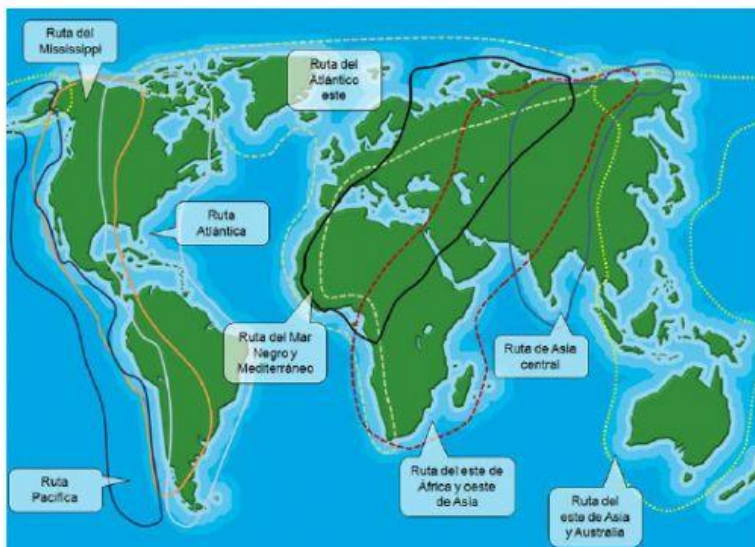 Ruta del
Mississippi
Ruta del
Atlántico
este
Ruta
Atlántica
Ruta del Mar
Negro y
Mediterráneo
Ruta de Asia
central
Ruta
Pacifica
Ruta del este de
África y oeste
de Asia
Ruta del
este de Asia
y Australia